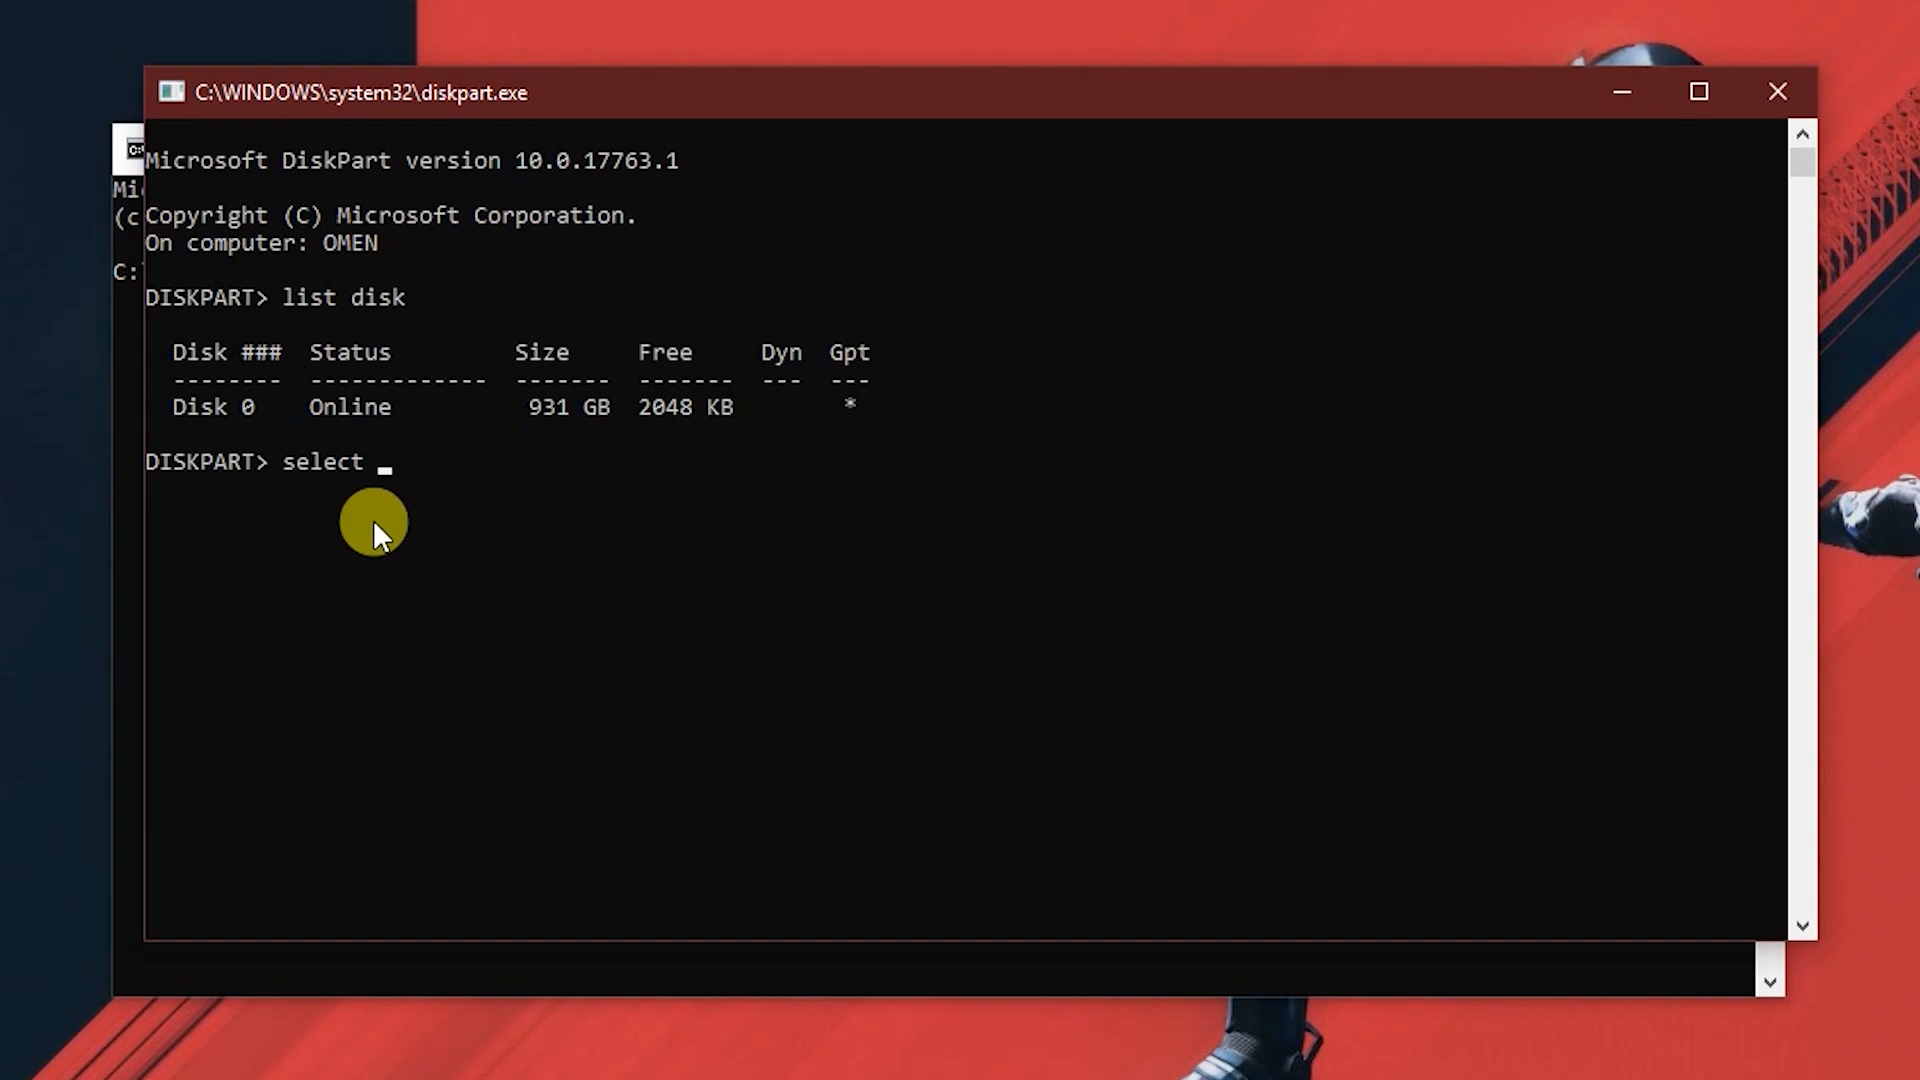 C:\WINDOWS\system32\diskpart.exe
Microsoft DiskPart version 10.0.17763.1
Copyright (C) Microsoft Corporation.
On computer: OMEN
DISKPART> list disk
Disk ### Status Size Free Dyn Gpt
-------- ------------- ------- ------- --- ---
Disk 0 Online 931 GB 2048 KB *
DISKPART> select _
Mi
(c
C: